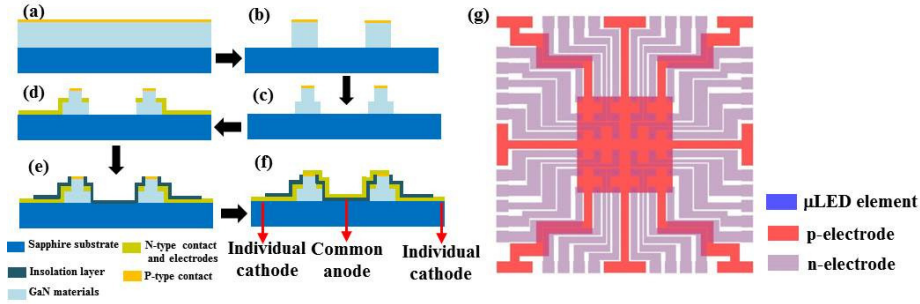 (a)
(b)
(g)
(d)
(c)
(e)
(f)
Sapphire substrate
N-type contact
and electrodes
Insolation layer
P-type contact
GaN materials
Individual
cathode
Common
anode
Individual
cathode
μLED element
p-electrode
n-electrode